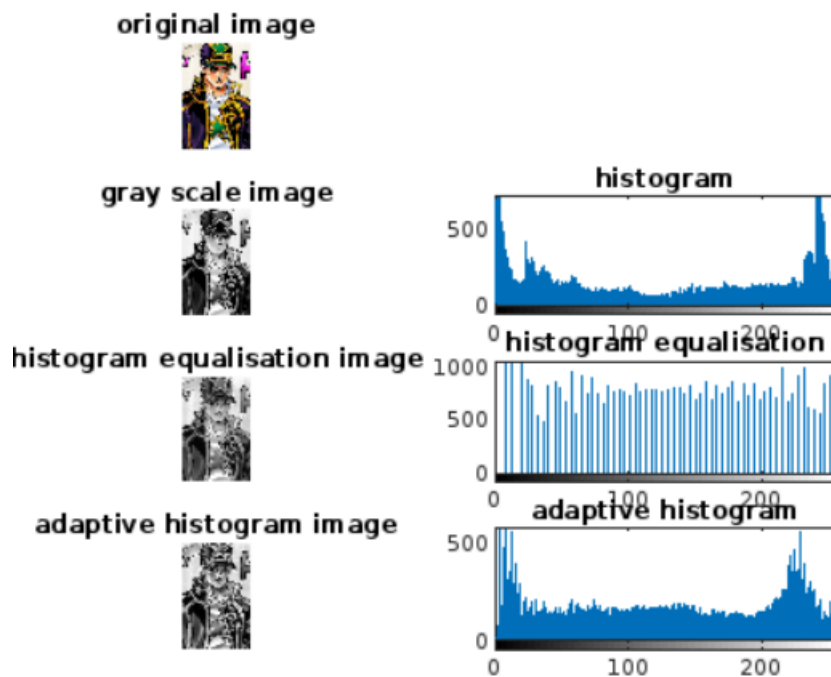 original image
gray scale image
histogram
500
0
0 100 200
histogram equalisation image
histogram equalisation
1000
500
0
0 100 200
adaptive histogram image
adaptive histogram
500
0
0 100 200